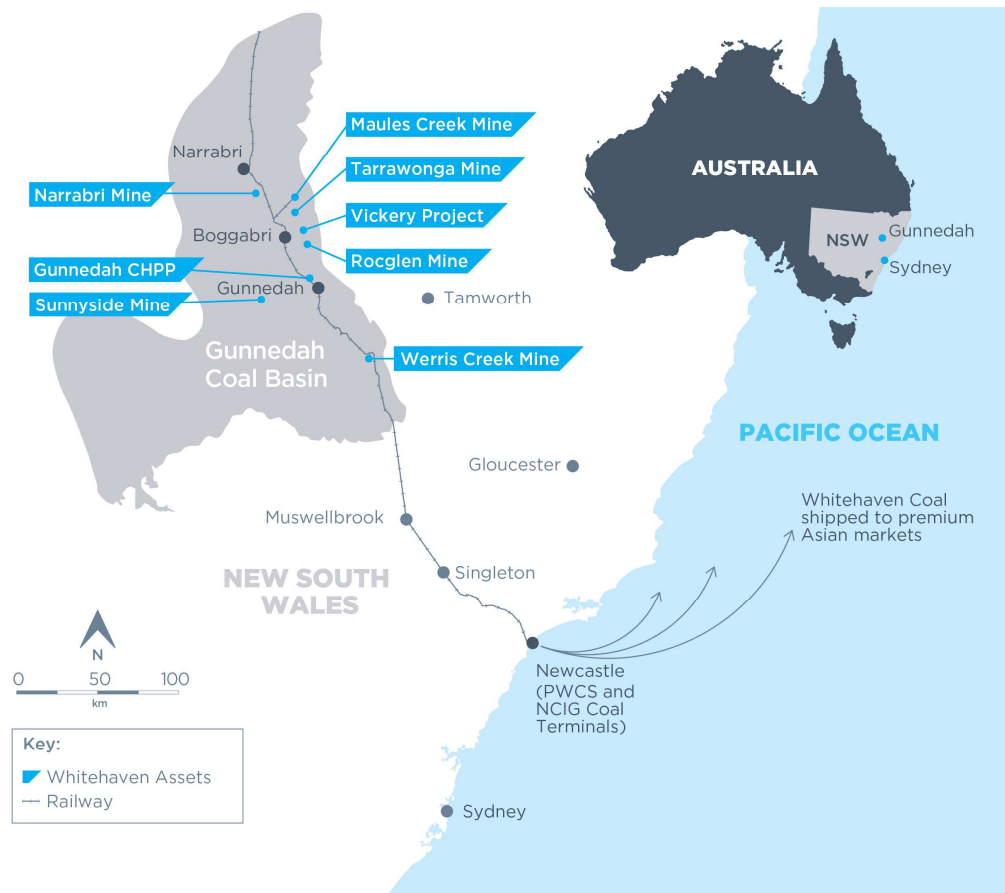 Maules Creek Mine
Narrabri
Tarrawonga Mine
Narrabri Mine
Vickery Project
Boggabri
Rocglen Mine
Gunnedah CHPP
Gunnedah
Sunnyside Mine
Tamworth
Gunnedah
Coal Basin
Werris Creek Mine
AUSTRALIA
NSW
Gunnedah
Sydney
PACIFIC OCEAN
Gloucester
Whitehaven Coal
shipped to premium
Asian markets
Muswellbrook
NEW SOUTH
WALES
Singleton
N
0 50 100
km
Newcastle
(PWCS and
NCIG Coal
Terminals)
Key:
Whitehaven Assets
Railway
Sydney